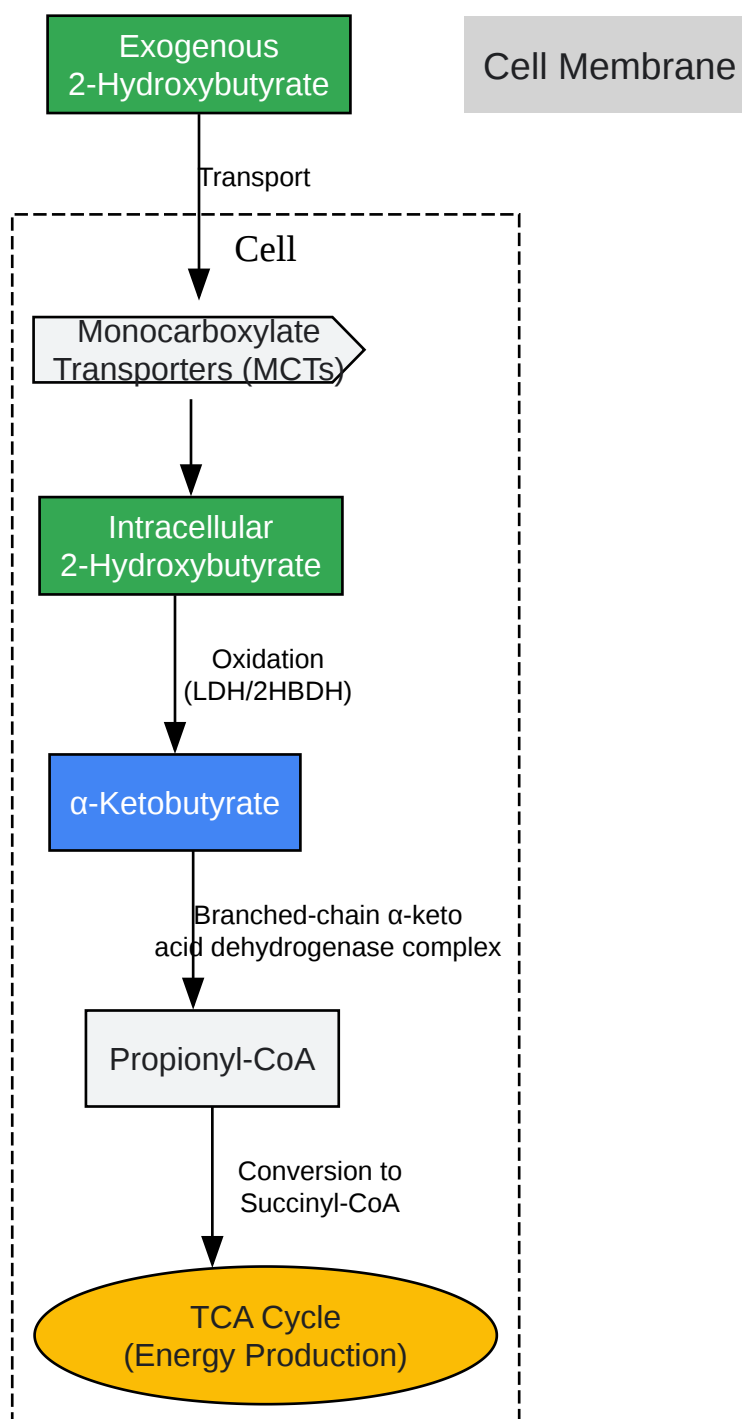 Exogenous
2-Hydroxybutyrate
Cell Membrane
Transport
Cell
Monocarboxylate
Transporters (MCTs)
Intracellular
2-Hydroxybutyrate
Oxidation
(LDH/2HBDH)
α-Ketobutyrate
Branched-chain α-keto
acid dehydrogenase complex
Propionyl-CoA
Conversion to
Succinyl-CoA
TCA Cycle
(Energy Production)